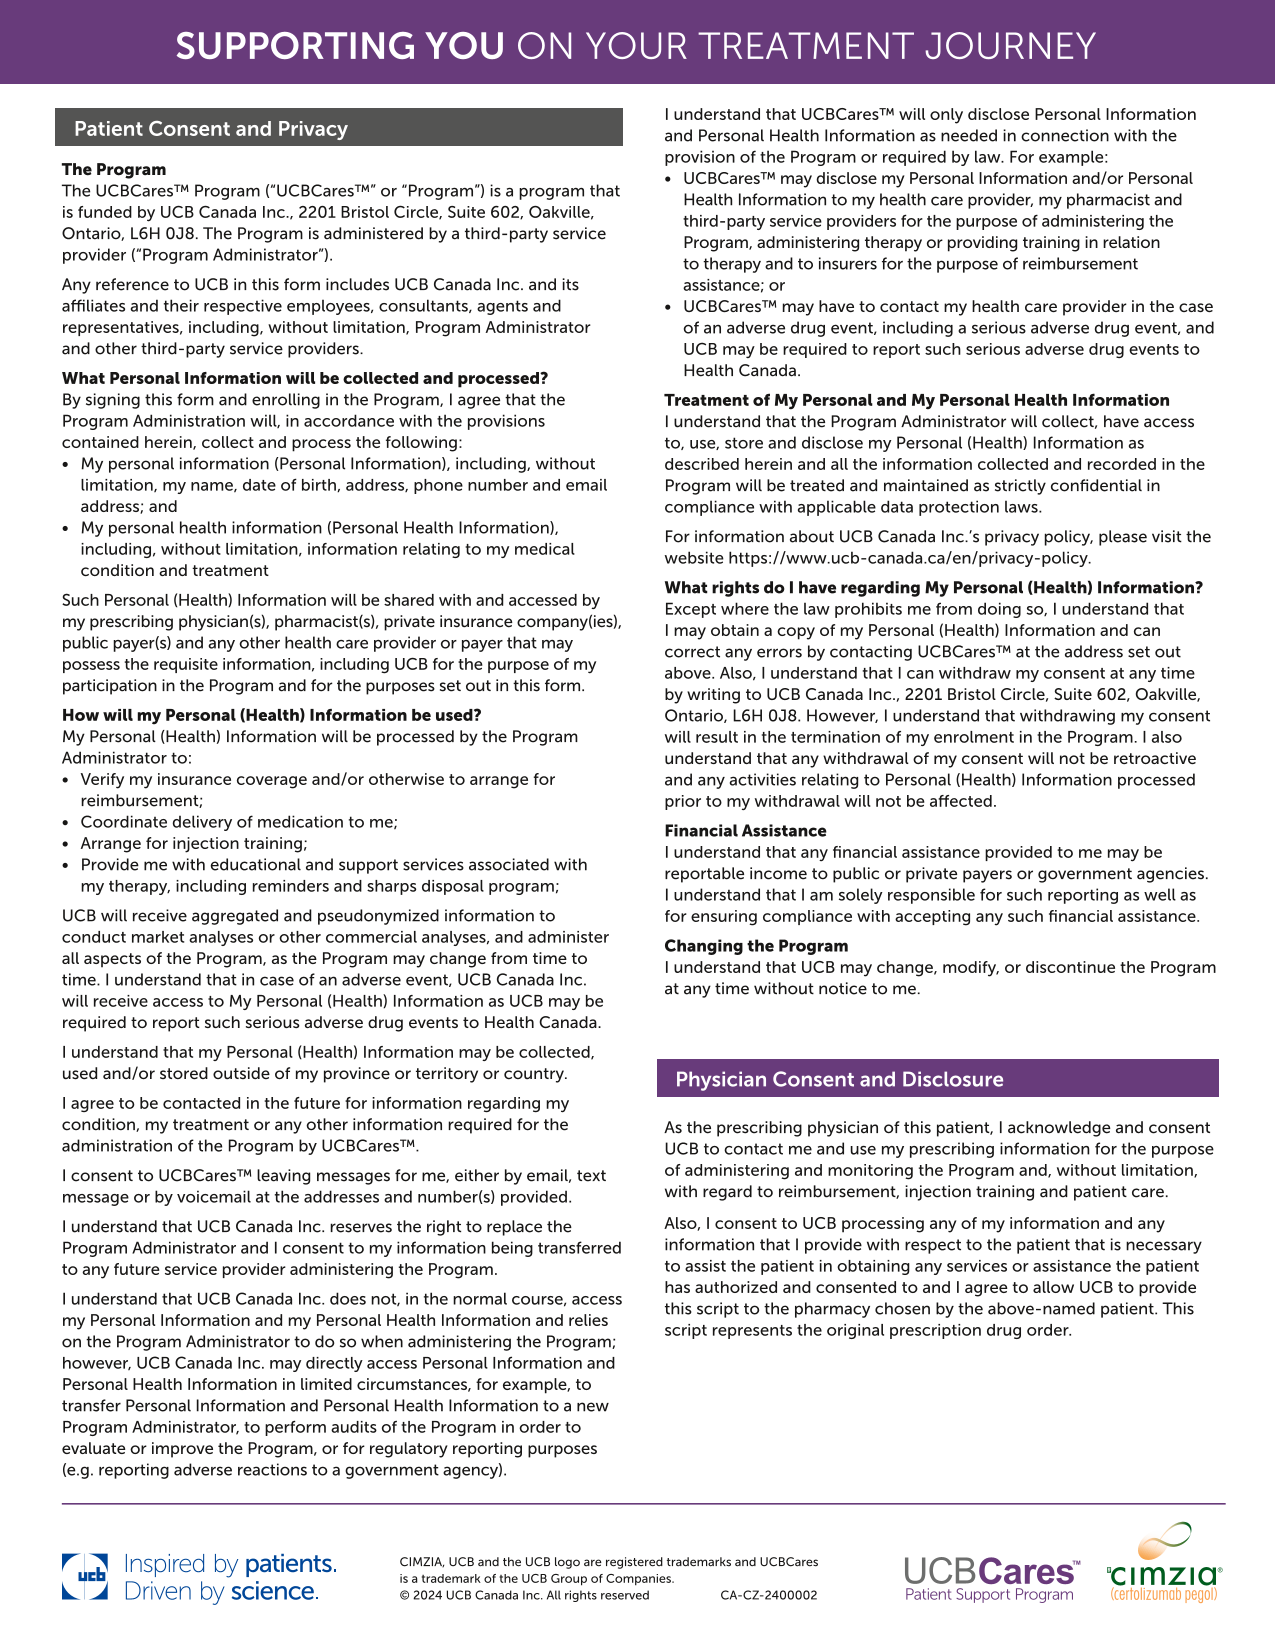 SUPPORTING YOU ON YOUR TREATMENT JOURNEY
Patient Consent and Privacy
The Program
The UCBCares™ Program (“UCBCares™” or “Program”) is a program that
is funded by UCB Canada Inc., 2201 Bristol Circle, Suite 602, Oakville,
Ontario, L6H 0J8. The Program is administered by a third-party service
provider (“Program Administrator”).
Any reference to UCB in this form includes UCB Canada Inc. and its
affiliates and their respective employees, consultants, agents and
representatives, including, without limitation, Program Administrator
and other third-party service providers.
What Personal Information will be collected and processed?
By signing this form and enrolling in the Program, I agree that the
Program Administration will, in accordance with the provisions
contained herein, collect and process the following:
• My personal information (Personal Information), including, without
limitation, my name, date of birth, address, phone number and email
address; and
• My personal health information (Personal Health Information),
including, without limitation, information relating to my medical
condition and treatment
Such Personal (Health) Information will be shared with and accessed by
my prescribing physician(s), pharmacist(s), private insurance company(ies),
public payer(s) and any other health care provider or payer that may
possess the requisite information, including UCB for the purpose of my
participation in the Program and for the purposes set out in this form.
How will my Personal (Health) Information be used?
My Personal (Health) Information will be processed by the Program
Administrator to:
• Verify my insurance coverage and/or otherwise to arrange for
reimbursement;
• Coordinate delivery of medication to me;
• Arrange for injection training;
• Provide me with educational and support services associated with
my therapy, including reminders and sharps disposal program;
UCB will receive aggregated and pseudonymized information to
conduct market analyses or other commercial analyses, and administer
all aspects of the Program, as the Program may change from time to
time. I understand that in case of an adverse event, UCB Canada Inc.
will receive access to My Personal (Health) Information as UCB may be
required to report such serious adverse drug events to Health Canada.
I understand that my Personal (Health) Information may be collected,
used and/or stored outside of my province or territory or country.
I agree to be contacted in the future for information regarding my
condition, my treatment or any other information required for the
administration of the Program by UCBCares™.
I consent to UCBCares™ leaving messages for me, either by email, text
message or by voicemail at the addresses and number(s) provided.
I understand that UCB Canada Inc. reserves the right to replace the
Program Administrator and I consent to my information being transferred
to any future service provider administering the Program.
I understand that UCB Canada Inc. does not, in the normal course, access
my Personal Information and my Personal Health Information and relies
on the Program Administrator to do so when administering the Program;
however, UCB Canada Inc. may directly access Personal Information and
Personal Health Information in limited circumstances, for example, to
transfer Personal Information and Personal Health Information to a new
Program Administrator, to perform audits of the Program in order to
evaluate or improve the Program, or for regulatory reporting purposes
(e.g. reporting adverse reactions to a government agency).
I understand that UCBCares™ will only disclose Personal Information
and Personal Health Information as needed in connection with the
provision of the Program or required by law. For example:
• UCBCares™ may disclose my Personal Information and/or Personal
Health Information to my health care provider, my pharmacist and
third-party service providers for the purpose of administering the
Program, administering therapy or providing training in relation
to therapy and to insurers for the purpose of reimbursement
assistance; or
• UCBCares™ may have to contact my health care provider in the case
of an adverse drug event, including a serious adverse drug event, and
UCB may be required to report such serious adverse drug events to
Health Canada.
Treatment of My Personal and My Personal Health Information
I understand that the Program Administrator will collect, have access
to, use, store and disclose my Personal (Health) Information as
described herein and all the information collected and recorded in the
Program will be treated and maintained as strictly confidential in
compliance with applicable data protection laws.
For information about UCB Canada Inc.’s privacy policy, please visit the
website https://www.ucb-canada.ca/en/privacy-policy.
What rights do I have regarding My Personal (Health) Information?
Except where the law prohibits me from doing so, I understand that
I may obtain a copy of my Personal (Health) Information and can
correct any errors by contacting UCBCares™ at the address set out
above. Also, I understand that I can withdraw my consent at any time
by writing to UCB Canada Inc., 2201 Bristol Circle, Suite 602, Oakville,
Ontario, L6H 0J8. However, I understand that withdrawing my consent
will result in the termination of my enrolment in the Program. I also
understand that any withdrawal of my consent will not be retroactive
and any activities relating to Personal (Health) Information processed
prior to my withdrawal will not be affected.
Financial Assistance
I understand that any financial assistance provided to me may be
reportable income to public or private payers or government agencies.
I understand that I am solely responsible for such reporting as well as
for ensuring compliance with accepting any such financial assistance.
Changing the Program
I understand that UCB may change, modify, or discontinue the Program
at any time without notice to me.
Physician Consent and Disclosure
As the prescribing physician of this patient, I acknowledge and consent
UCB to contact me and use my prescribing information for the purpose
of administering and monitoring the Program and, without limitation,
with regard to reimbursement, injection training and patient care.
Also, I consent to UCB processing any of my information and any
information that I provide with respect to the patient that is necessary
to assist the patient in obtaining any services or assistance the patient
has authorized and consented to and I agree to allow UCB to provide
this script to the pharmacy chosen by the above-named patient. This
script represents the original prescription drug order.
ucb
Inspired by patients.
Driven by science.
CIMZIA, UCB and the UCB logo are registered trademarks and UCBCares
is a trademark of the UCB Group of Companies.
© 2024 UCB Canada Inc. All rights reserved CA-CZ-2400002
UCBCares™
Patient Support Program
cimzia®
(certolizumab pegol)